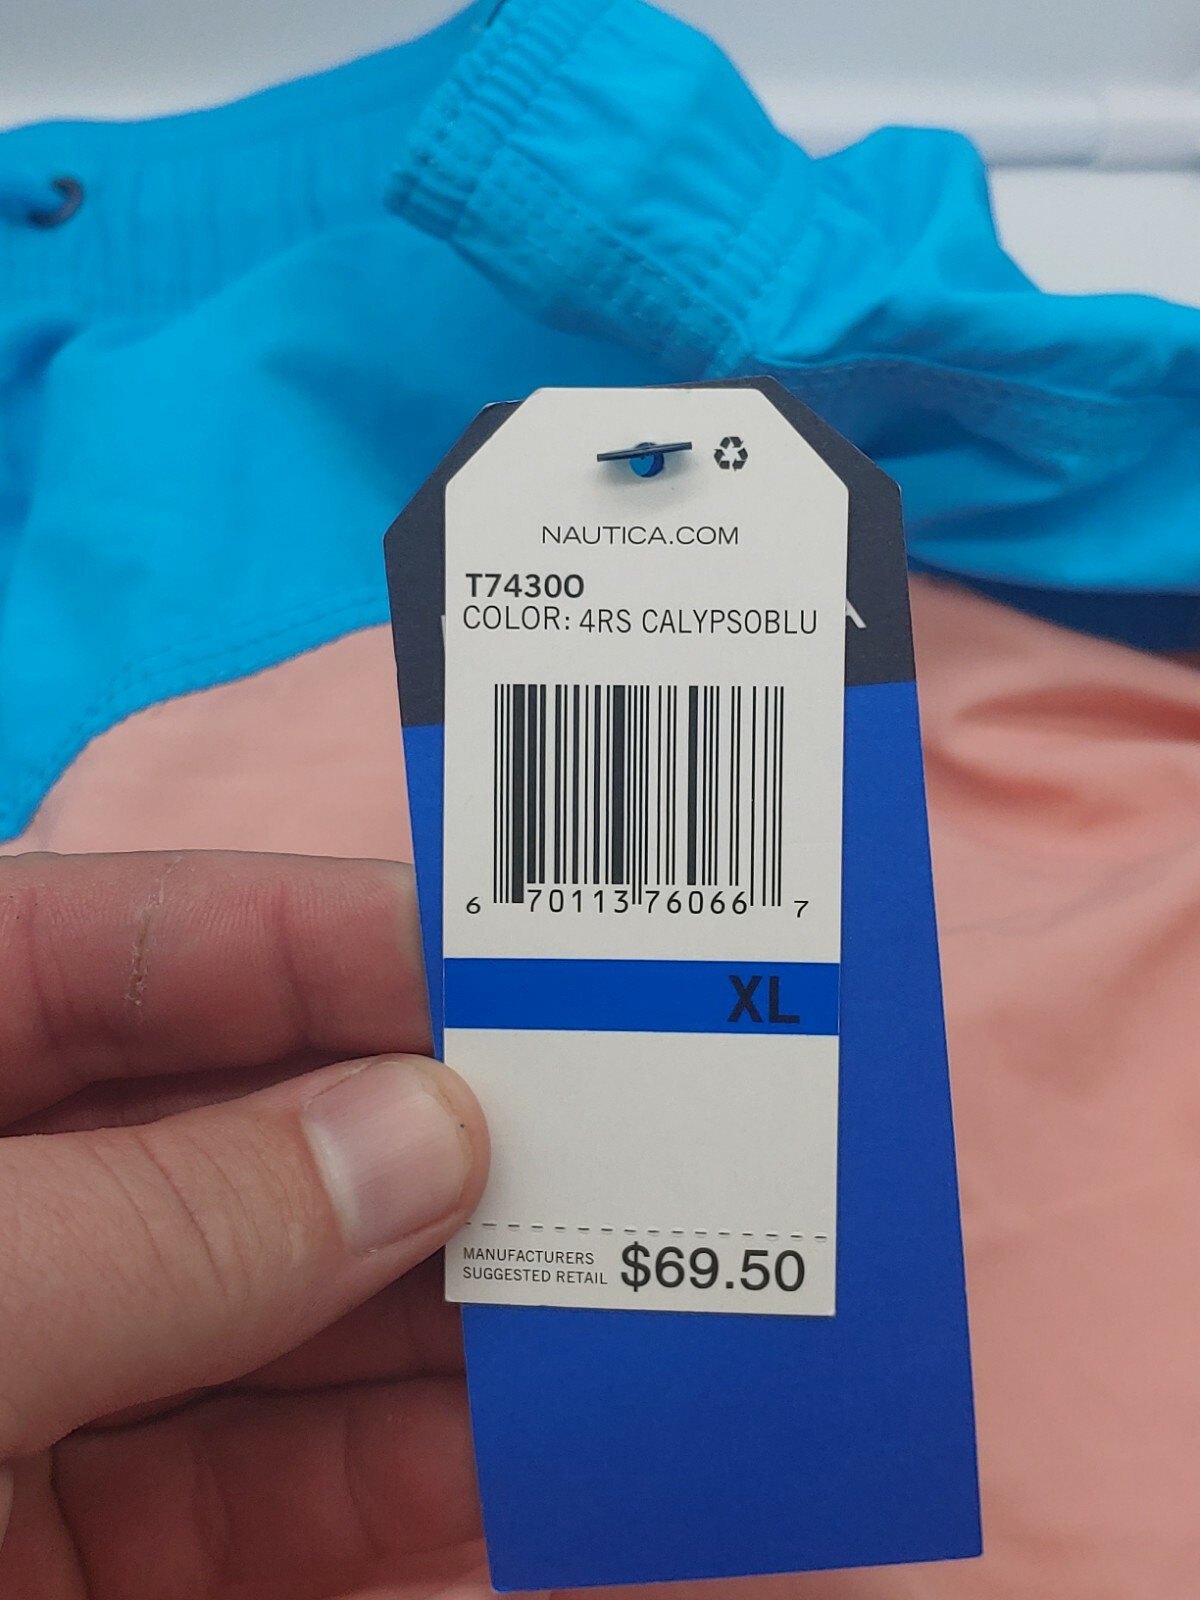 NAUTICA.COM
T74300
COLOR: 4RS CALYPSOBLU
6 70113 76066 7
XL
MANUFACTURERS
SUGGESTED RETAIL $69.50